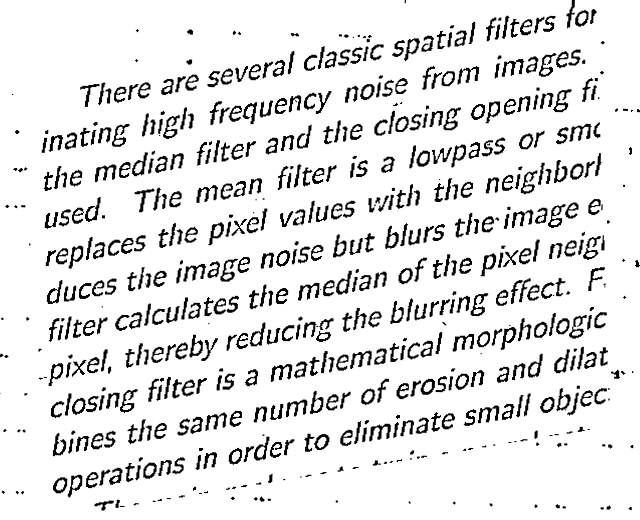 There are several classic spatial filters for
inating high frequency noise from images.
the median filter and the closing opening fi
used. The mean filter is a lowpass or smo
replaces the pixel values with the neighborh
duces the image noise but blurs the image e
filter calculates the median of the pixel neig
pixel, thereby reducing the blurring effect. F
closing filter is a mathematical morphologic
bines the same number of erosion and dilat
operations in order to eliminate small objec